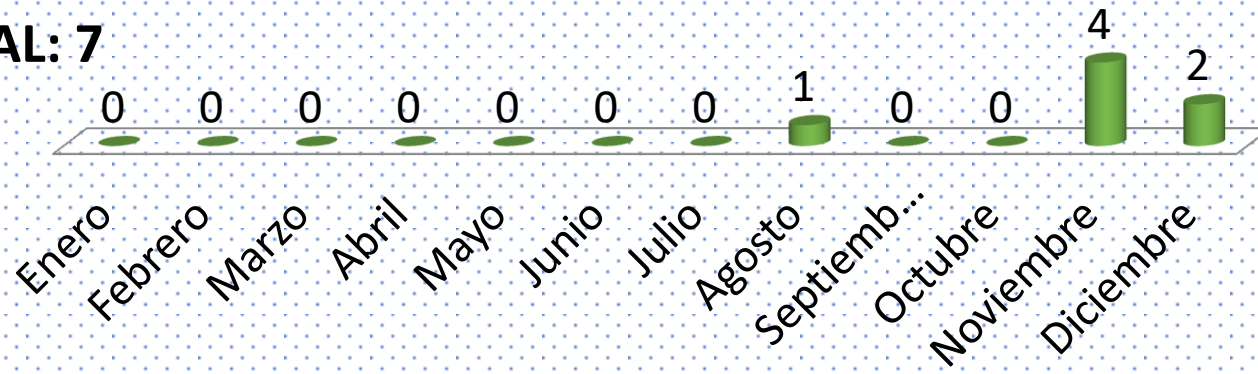 AL: 7
0 0 0 0 0 0 0 1 0 0 4 2
Enero Febrero Marzo Abril Mayo Junio Julio Agosto Septiemb... Octubre Noviembre Diciembre